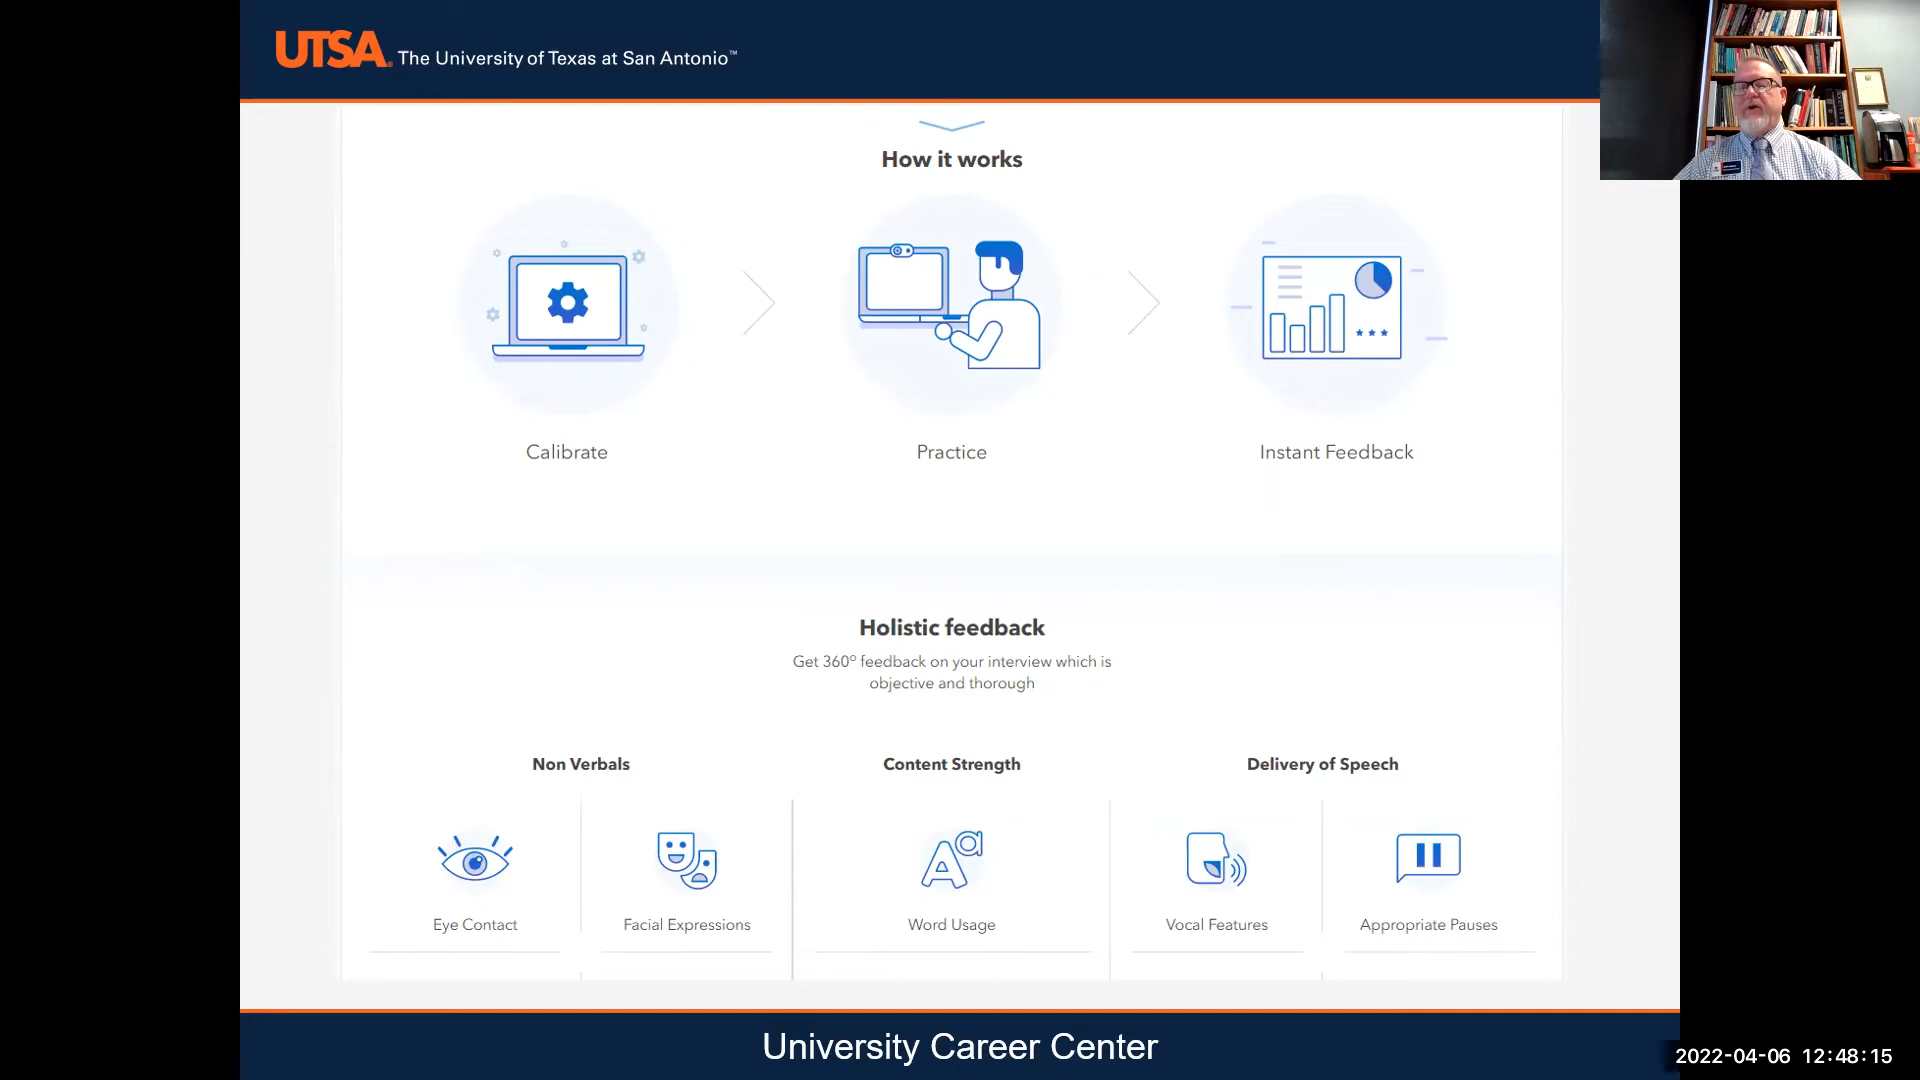 UTSA® The University of Texas at San Antonio™
How it works
Calibrate
Practice
Instant Feedback
Holistic feedback
Get 360º feedback on your interview which is
objective and thorough
Non Verbals
Content Strength
Delivery of Speech
Eye Contact
Facial Expressions
Word Usage
Vocal Features
Appropriate Pauses
University Career Center
2022-04-06 12:48:15